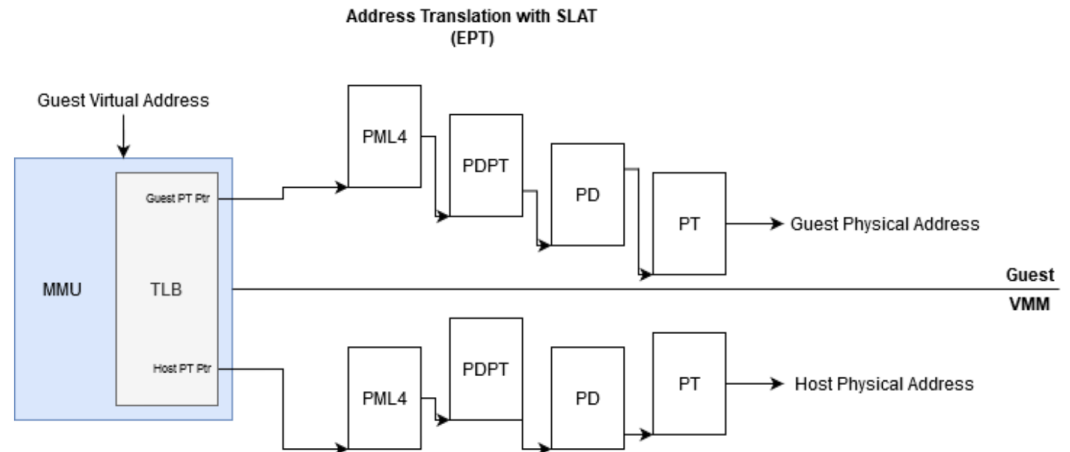 Address Translation with SLAT
(EPT)
Guest Virtual Address
PML4
PDPT
PD
PT
Guest PT Ptr
Guest Physical Address
MMU
TLB
Guest
VMM
Host PT Ptr
PML4
PDPT
PD
PT
Host Physical Address